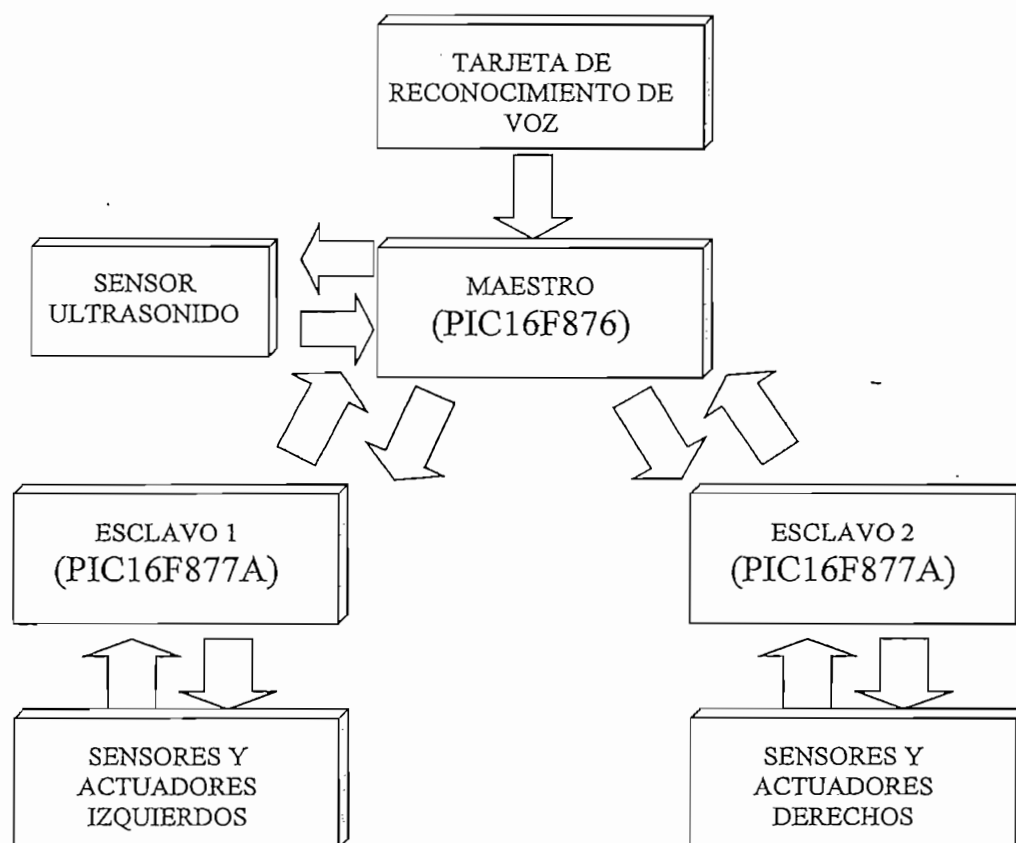 TARJETA DE
RECONOCIMIENTO DE
VOZ
SENSOR
ULTRASONIDO
MAESTRO
(PIC16F876)
ESCLAVO 1
(PIC16F877A)
ESCLAVO 2
(PIC16F877A)
SENSORES Y
ACTUADORES
IZQUIERDOS
SENSORES Y
ACTUADORES
DERECHOS